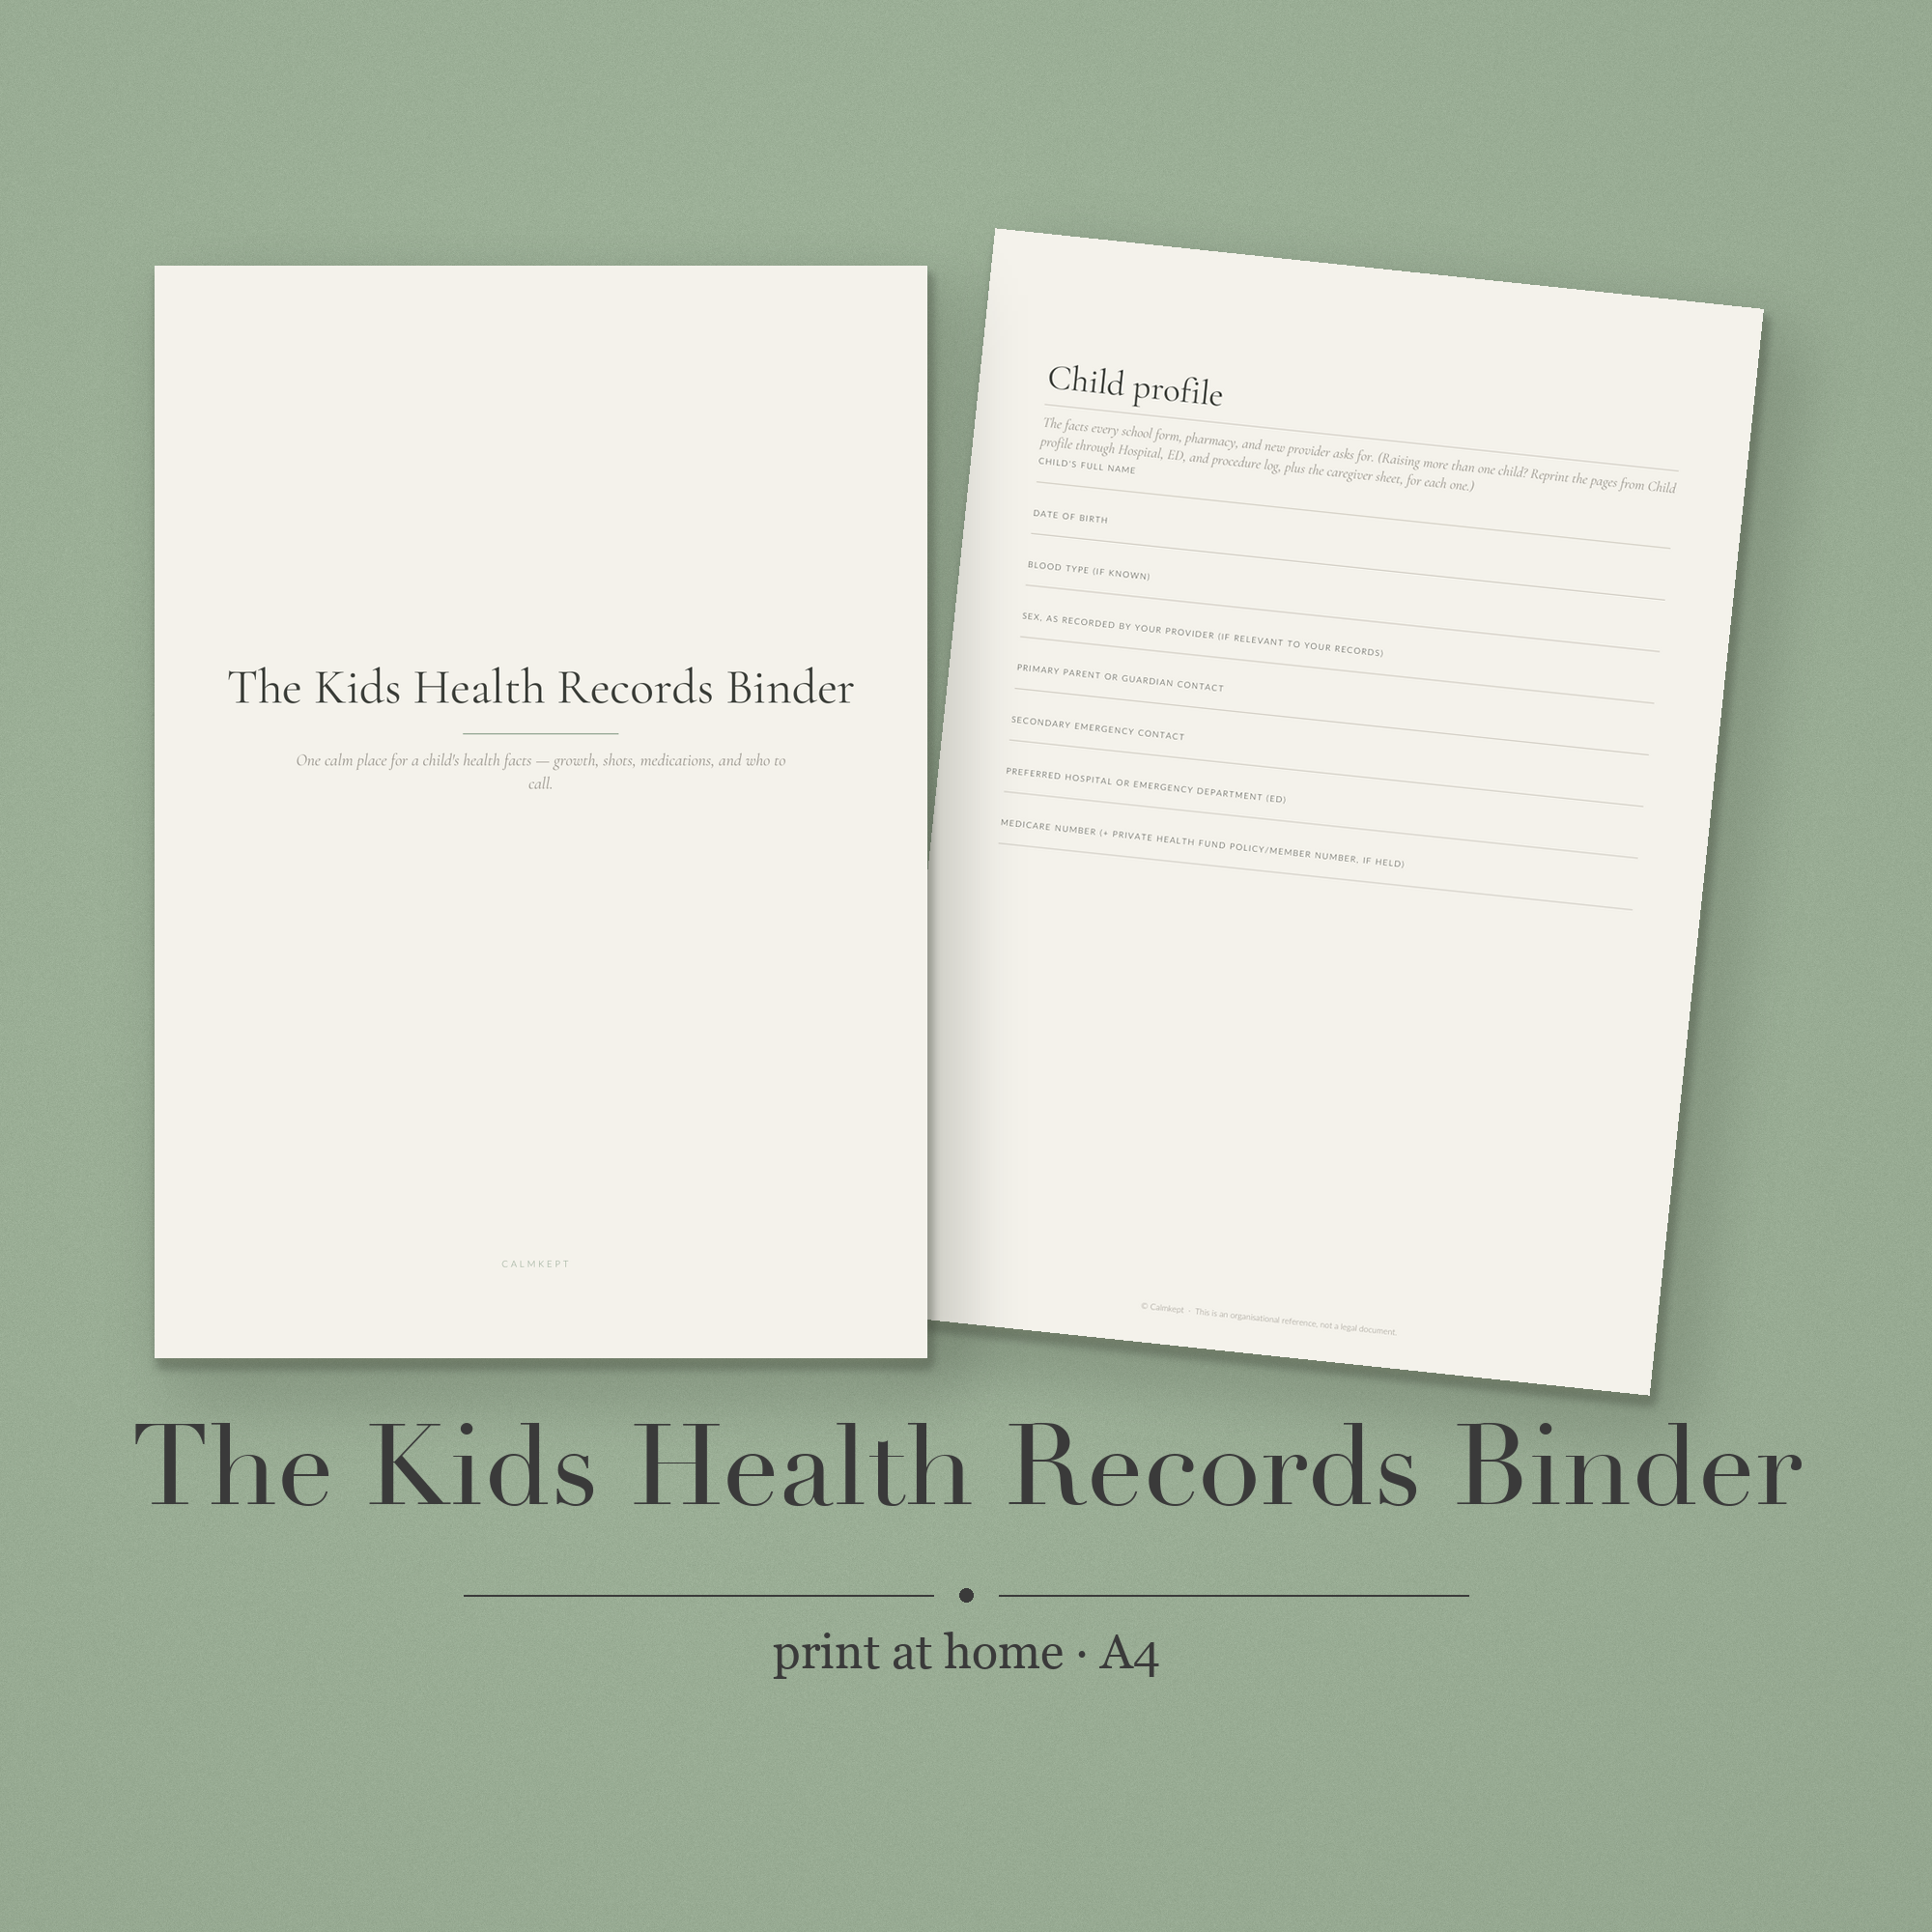 The Kids Health Records Binder
One calm place for a child's health facts — growth, shots, medications, and who to
call.
CALMKEPT
Child profile
The facts every school form, pharmacy, and new provider asks for. (Raising more than one child? Reprint the pages from Child
profile through Hospital, ED, and procedure log, plus the caregiver sheet, for each one.)
CHILD'S FULL NAME
DATE OF BIRTH
BLOOD TYPE (IF KNOWN)
SEX, AS RECORDED BY YOUR PROVIDER (IF RELEVANT TO YOUR RECORDS)
PRIMARY PARENT OR GUARDIAN CONTACT
SECONDARY EMERGENCY CONTACT
PREFERRED HOSPITAL OR EMERGENCY DEPARTMENT (ED)
MEDICARE NUMBER (+ PRIVATE HEALTH FUND POLICY/MEMBER NUMBER, IF HELD)
© Calmkept · This is an organisational reference, not a legal document.
The Kids Health Records Binder
print at home · A4